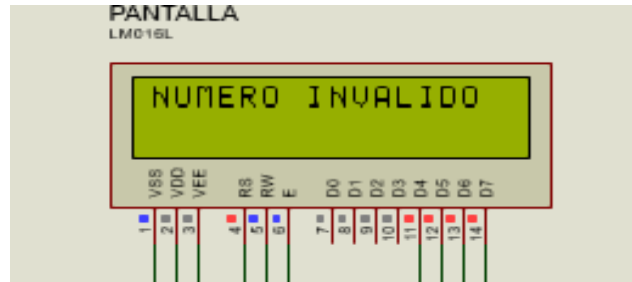 PANTALLA
LM016L
NUMERO INVALIDO
VSS VDD VEE RS RW E D0 D1 D2 D3 D4 D5 D6 D7
1 2 3 4 5 6 7 8 9 10 11 12 13 14